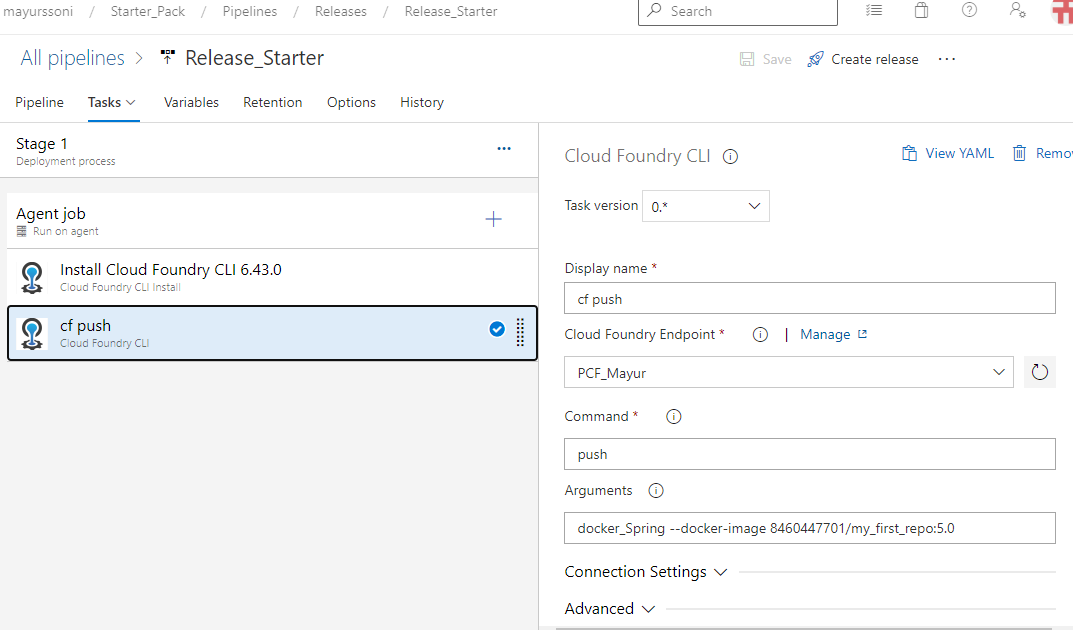 mayurssoni / Starter_Pack / Pipelines / Releases / Release_Starter
Search
All pipelines > Release_Starter
Save
Create release
Pipeline Tasks Variables Retention Options History
Stage 1
Deployment process
Agent job
Run on agent
Install Cloud Foundry CLI 6.43.0
Cloud Foundry CLI Install
cf push
Cloud Foundry CLI
Cloud Foundry CLI
View YAML
Remov
Task version 0.*
Display name *
cf push
Cloud Foundry Endpoint * | Manage
PCF_Mayur
Command *
push
Arguments
docker_Spring --docker-image 8460447701/my_first_repo:5.0
Connection Settings
Advanced